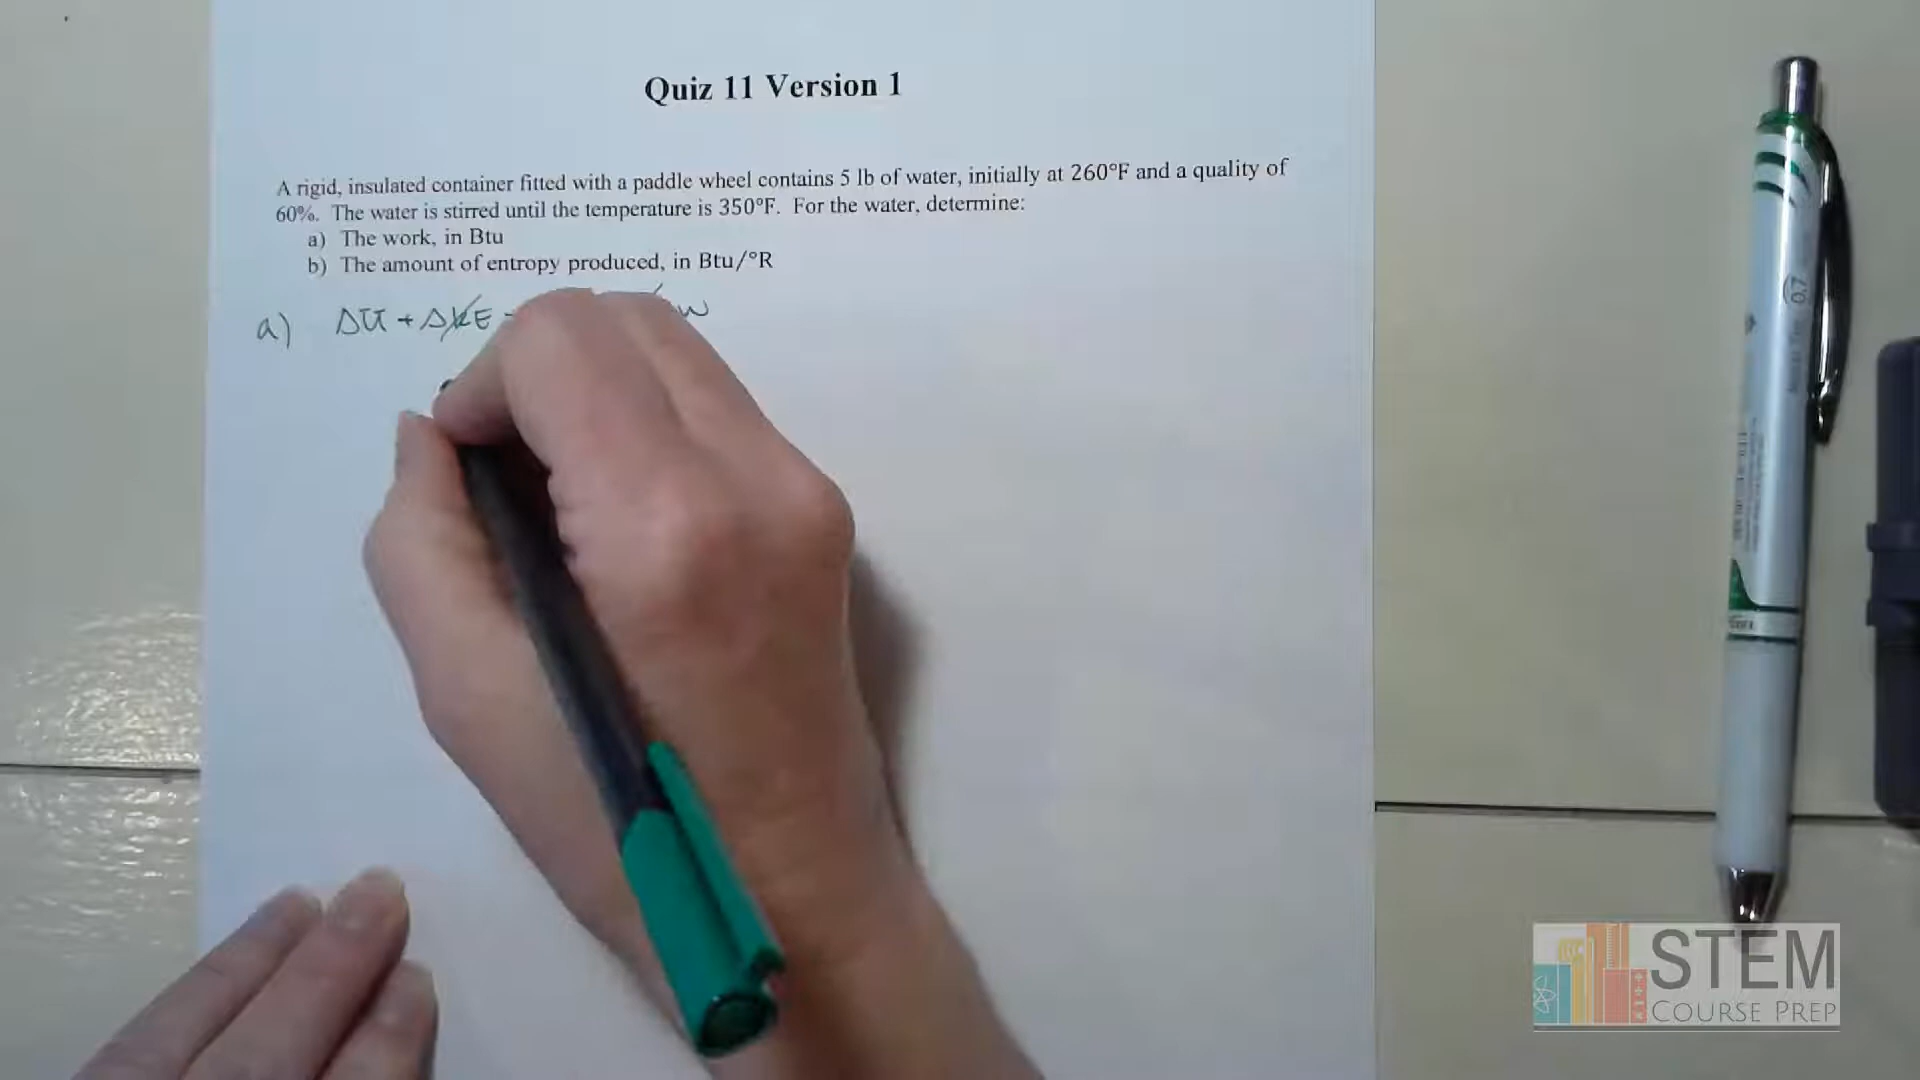 Quiz 11 Version 1
A rigid, insulated container fitted with a paddle wheel contains 5 lb of water, initially at 260°F and a quality of
60%. The water is stirred until the temperature is 350°F. For the water, determine:
a) The work, in Btu
b) The amount of entropy produced, in Btu/°R
a) ΔU + ΔKE W
0.7
STEM
COURSE PREP